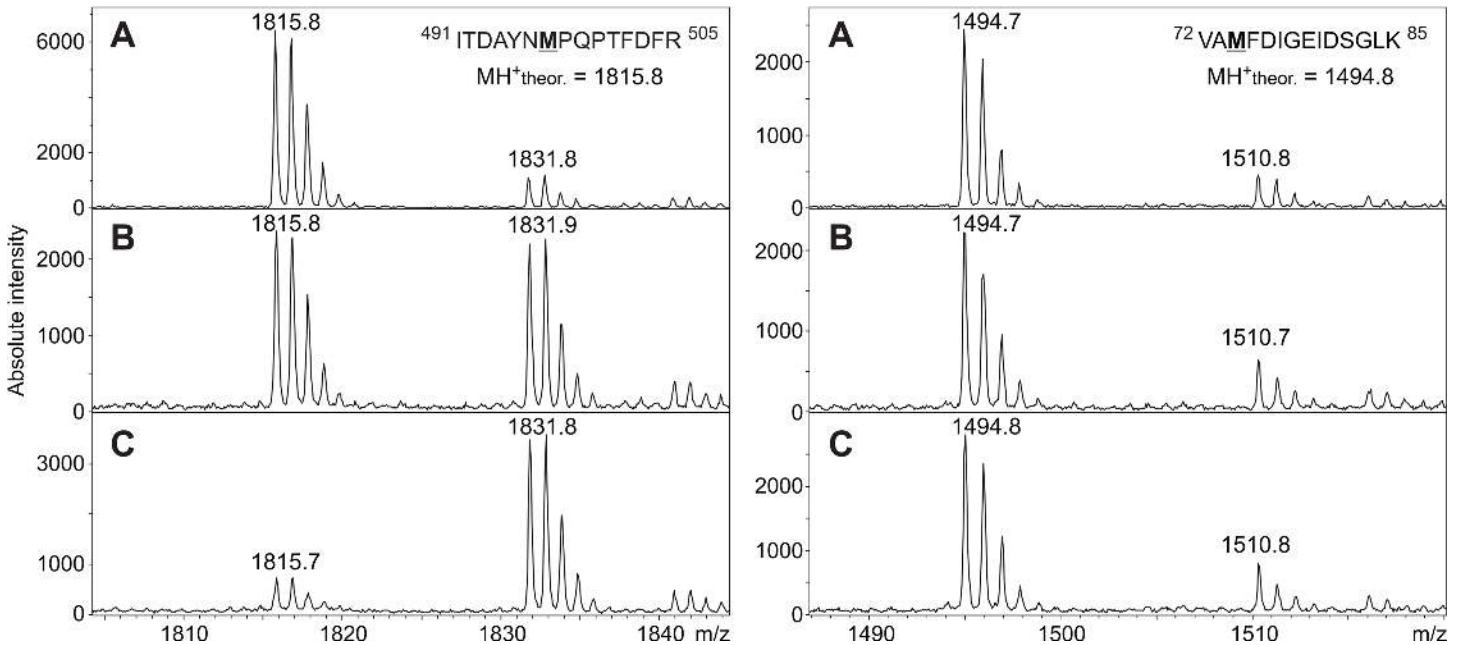 A
1815.8
⁴⁹¹ ITDAYNMPQPTFDFR ⁵⁰⁵
MH⁺theor. = 1815.8
1831.8
6000
2000
0
B
1815.8
1831.9
2000
1000
0
C
1831.8
1815.7
3000
1000
0
Absolute intensity
1810 1820 1830 1840 m/z
A
1494.7
⁷² VAMFDIGEIDSGLK ⁸⁵
MH⁺theor. = 1494.8
1510.8
2000
1000
0
B
1494.7
1510.7
2000
1000
0
C
1494.8
1510.8
2000
1000
0
1490 1500 1510 m/z